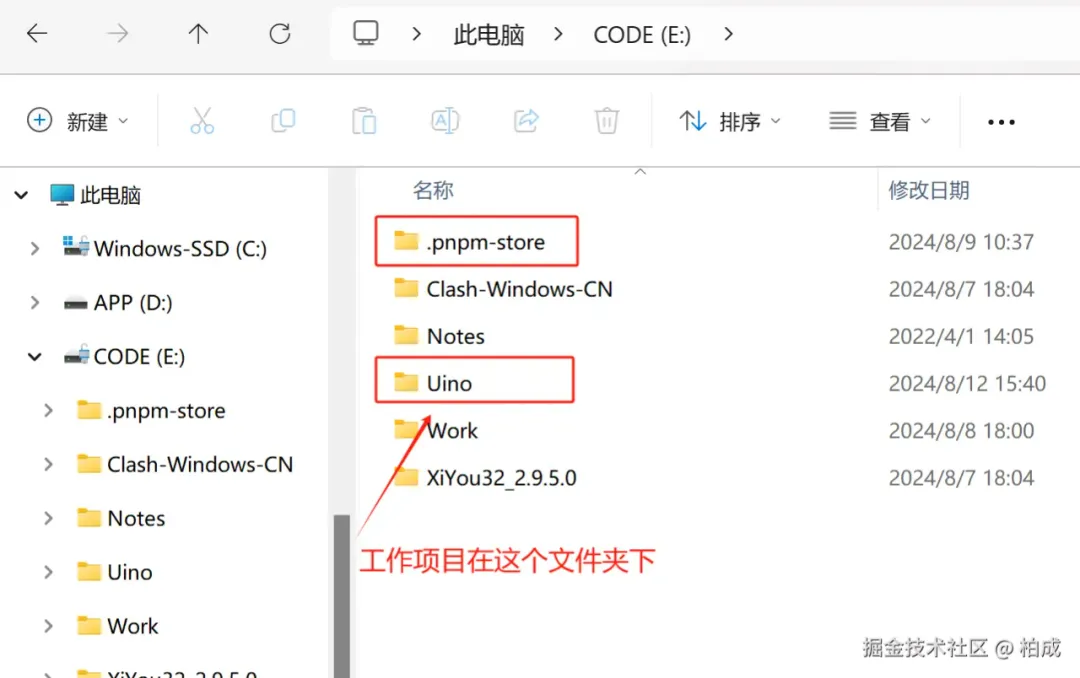 此电脑 CODE (E:)
新建 排序 查看
此电脑
Windows-SSD (C:)
APP (D:)
CODE (E:)
.pnpm-store
Clash-Windows-CN
Notes
Uino
Work
XiYou32_2.9.5.0
名称 修改日期
.pnpm-store 2024/8/9 10:37
Clash-Windows-CN 2024/8/7 18:04
Notes 2022/4/1 14:05
Uino 2024/8/12 15:40
Work 2024/8/8 18:00
XiYou32_2.9.5.0 2024/8/7 18:04
工作项目在这个文件夹下
掘金技术社区 @ 柏成